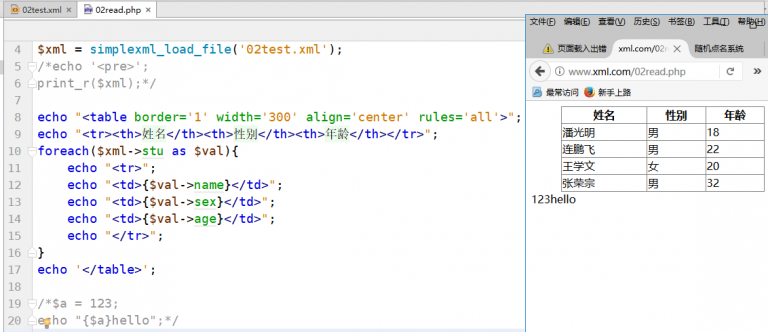 02test.xml
02read.php
4 $xml = simplexml_load_file('02test.xml');
5 /*echo '<pre>';
6 print_r($xml);*/
7
8 echo "<table border='1' width='300' align='center' rules='all'>";
9 echo "<tr><th>姓名</th><th>性别</th><th>年龄</th></tr>";
10 foreach($xml->stu as $val){
11 echo "<tr>";
12 echo "<td>{$val->name}</td>";
13 echo "<td>{$val->sex}</td>";
14 echo "<td>{$val->age}</td>";
15 echo "</tr>";
16 }
17 echo '</table>';
18
19 /*$a = 123;
20 echo "{$a}hello";*/
文件(F) 编辑(E) 查看(V) 历史(S) 书签(B) 工具(T) 帮助(H)
页面载入出错 xml.com/02r 随机点名系统
www.xml.com/02read.php
最常访问 新手上路
姓名 性别 年龄
潘光明 男 18
连鹏飞 男 22
王学文 女 20
张荣宗 男 32
123hello